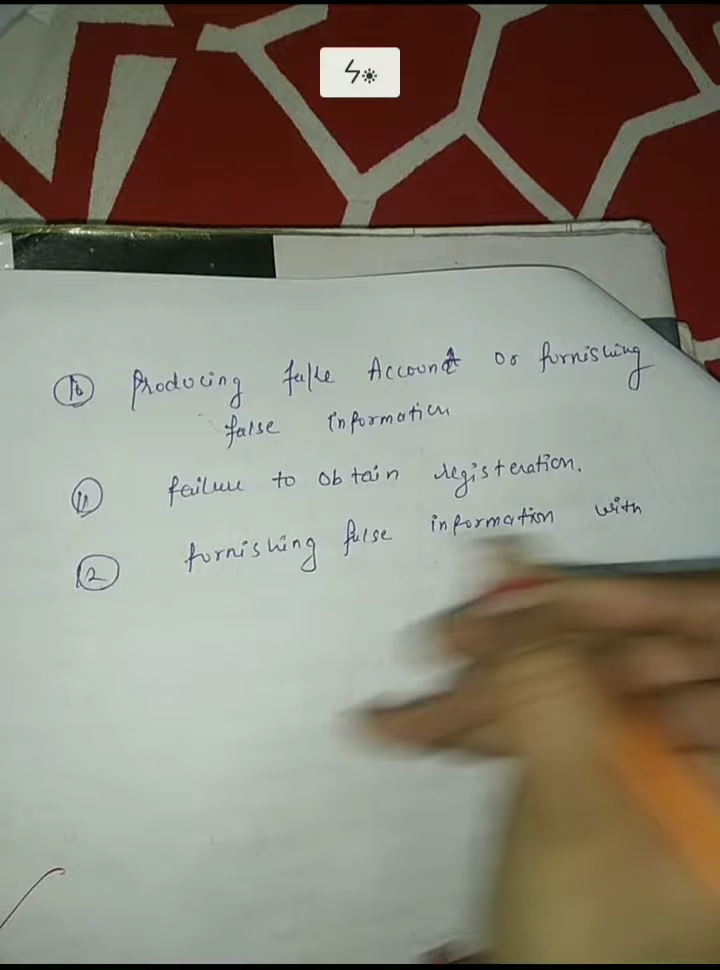 10 Producing fake Account or furnishing
false information
11 failure to obtain registeration.
12 furnishing false information with